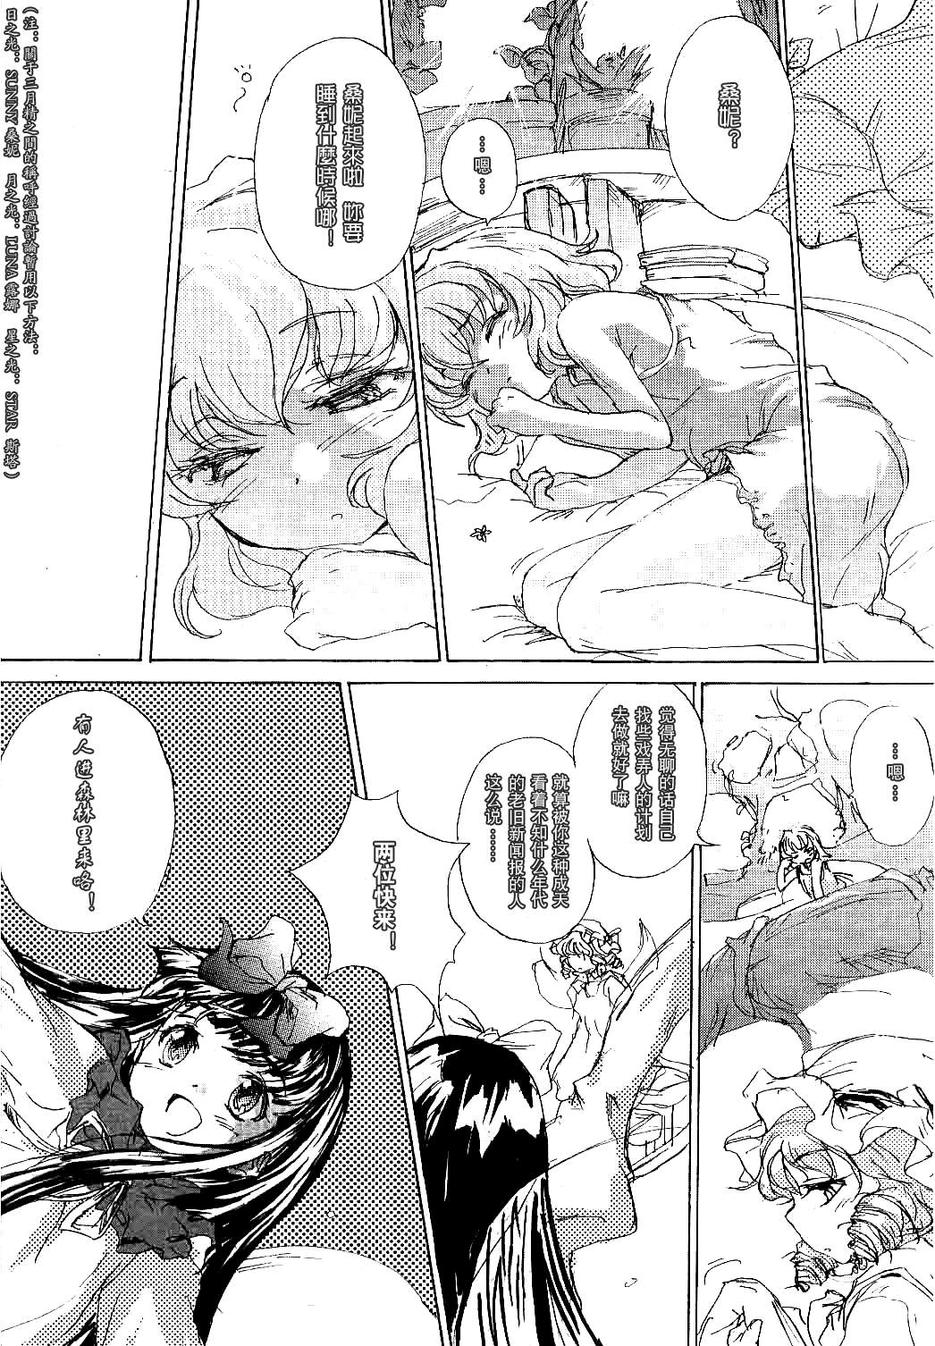 桑妮？
…嗯…
桑妮起來啦 妳要
睡到什麼時候哪！
…嗯…
觉得无聊的话自己
找些戏弄人的计划
去做就好了嘛
就算被你这种成天
看着不知什么年代
的老旧新闻报的人
这么说……
两位快来！
有人进森林里来咯！
(注：關于三月精之間的稱呼經過討論暫用以下方法：
日之光：SUNNY 桑妮 月之光：LUNA 露娜 星之光：STAR 斯塔)